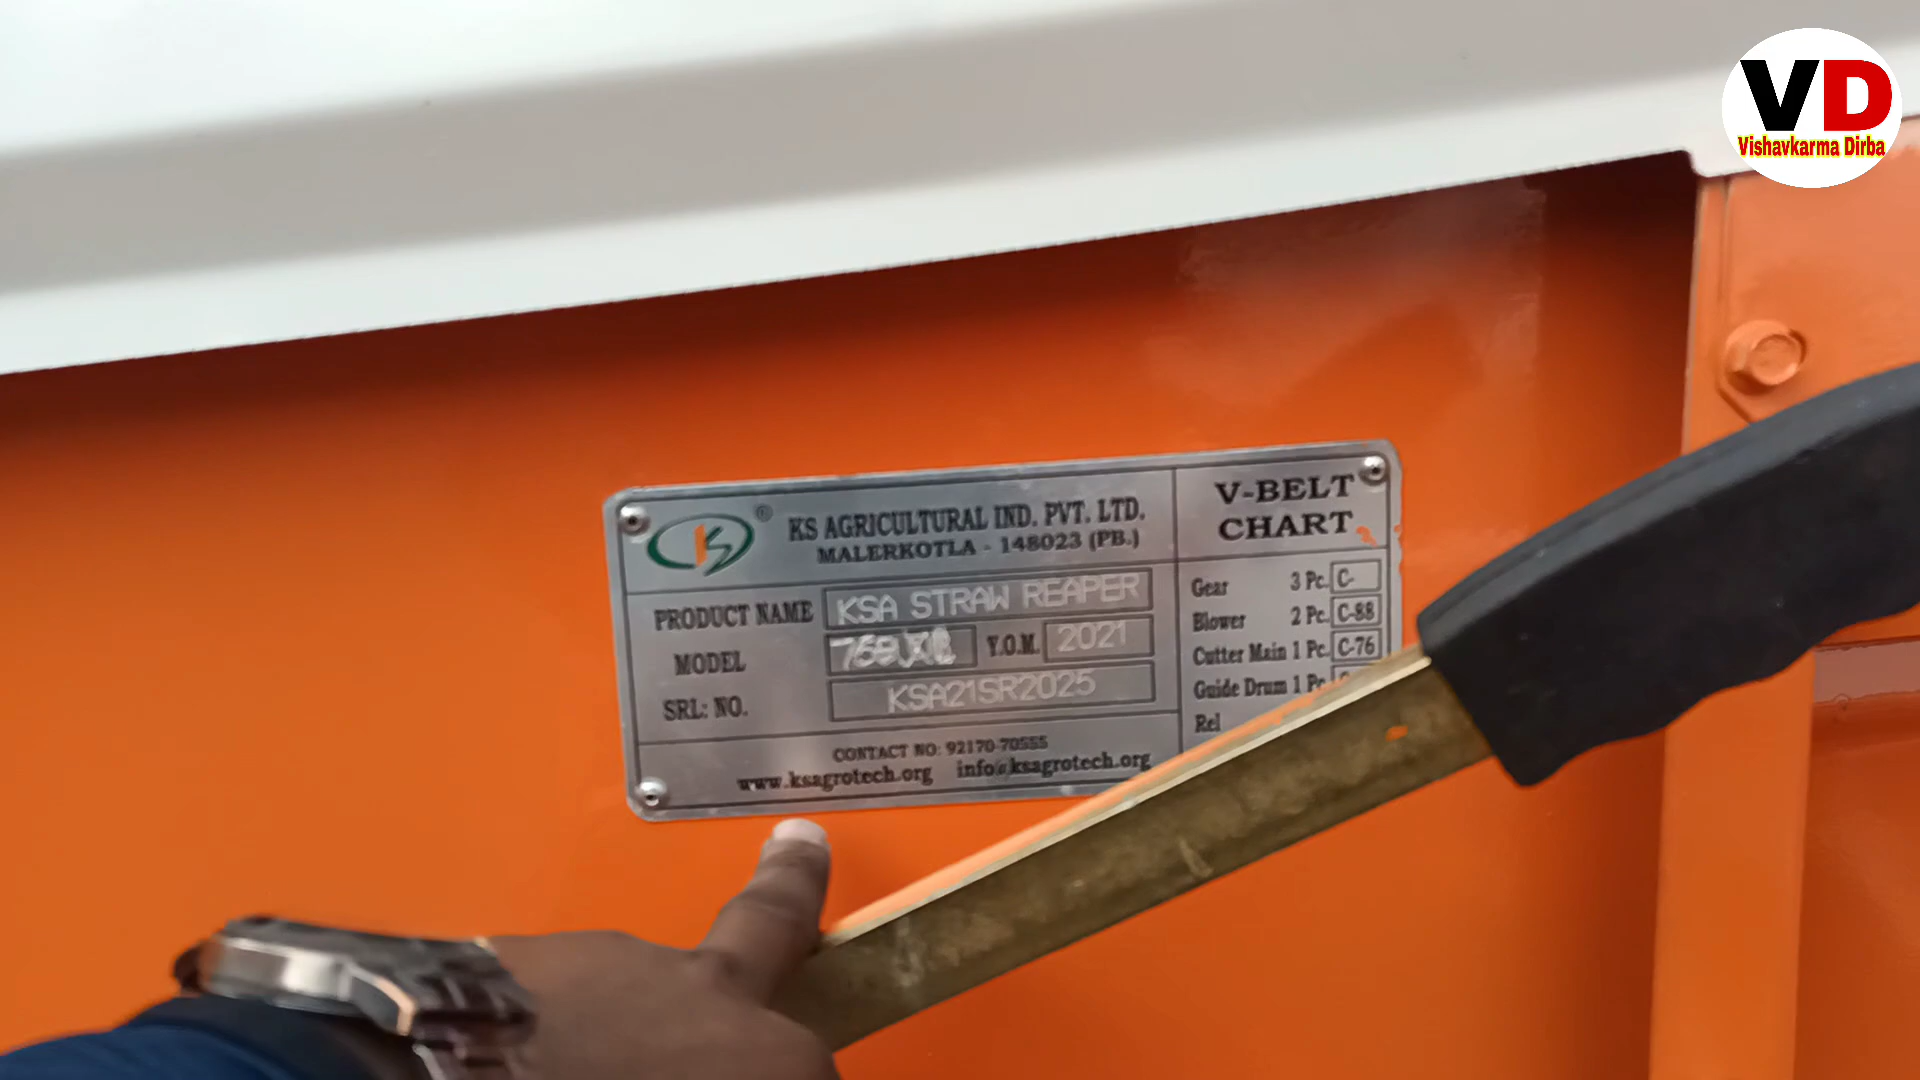 VD
Vishavkarma Dirba
KS AGRICULTURAL IND. PVT. LTD.
MALERKOTLA - 148023 (PB.)
PRODUCT NAME KSA STRAW REAPER
MODEL Y.O.M. 2021
SRL: NO. KSA21SR2025
CONTACT NO: 92170-70555
www.ksagrotech.org info@ksagrotech.org
V-BELT
CHART
Gear 3 Pc. C-
Blower 2 Pc. C-88
Cutter Main 1 Pc. C-76
Guide Drum 1 Pc